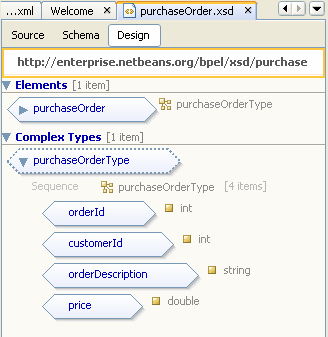 ...xml Welcome purchaseOrder.xsd
Source Schema Design
http://enterprise.netbeans.org/bpel/xsd/purchase
Elements [1 item]
purchaseOrder purchaseOrderType
Complex Types [1 item]
purchaseOrderType
Sequence purchaseOrderType [4 items]
orderId int
customerId int
orderDescription string
price double